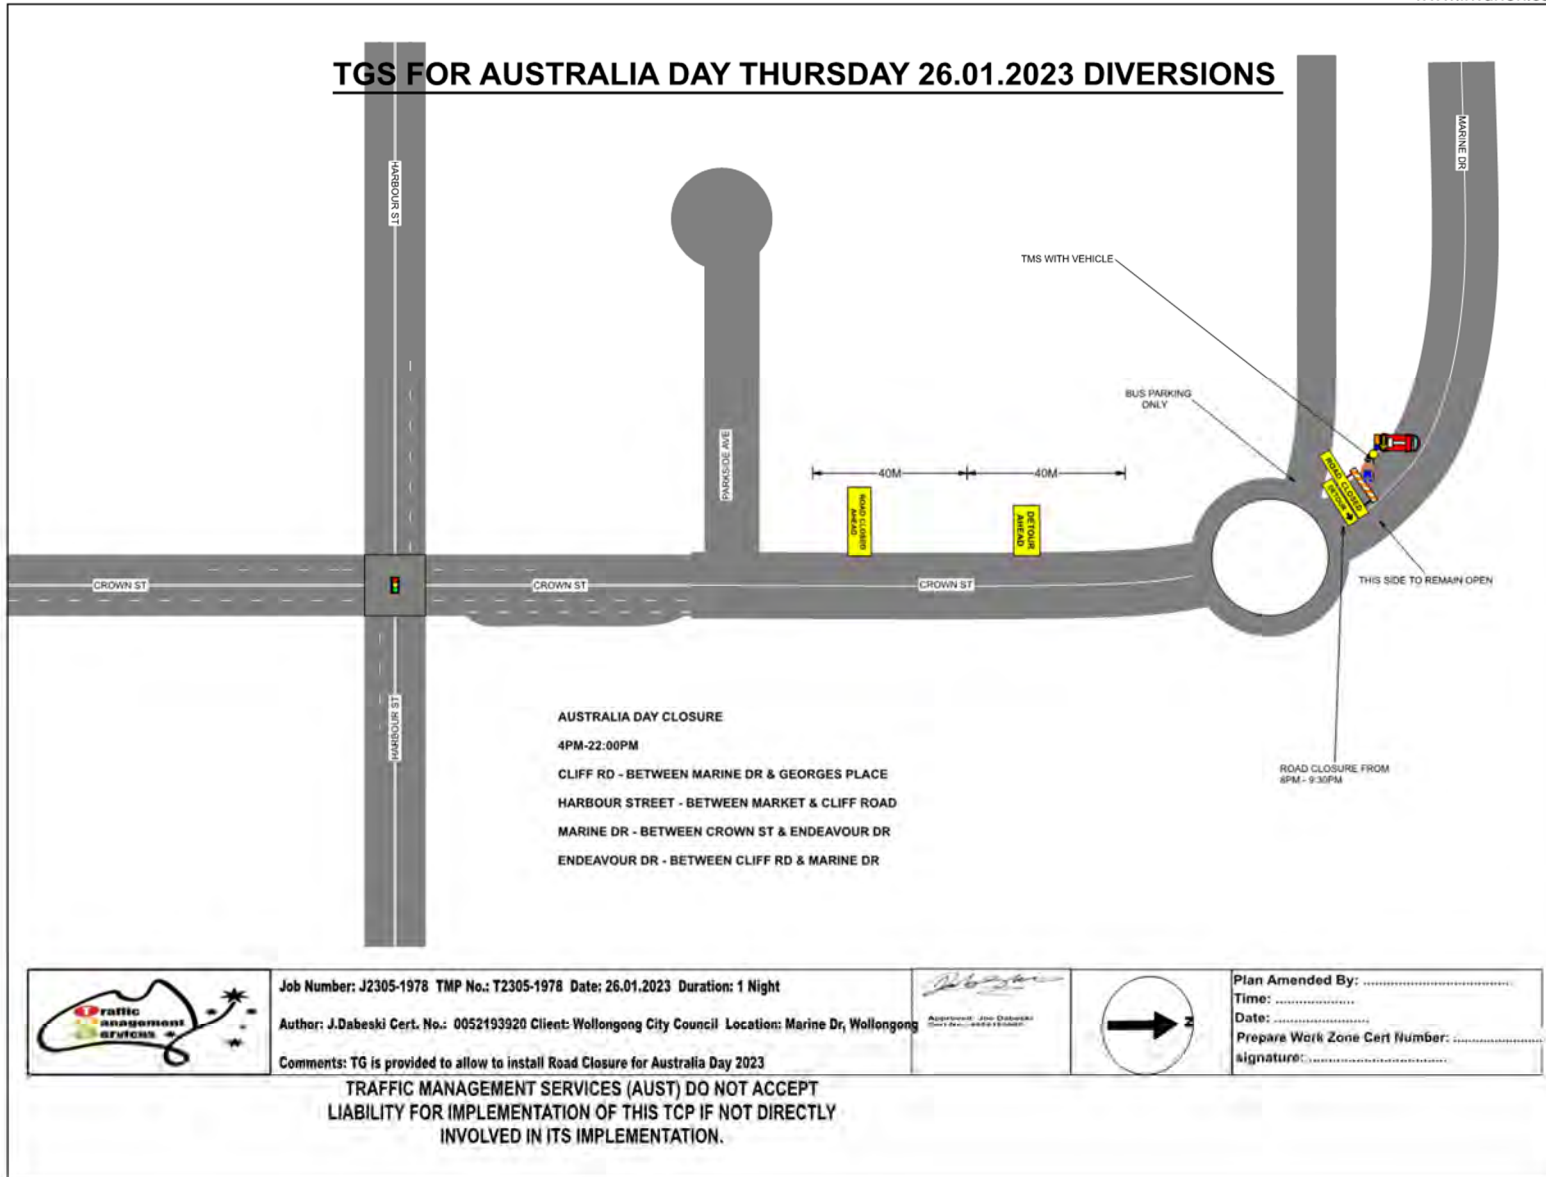 TGS FOR AUSTRALIA DAY THURSDAY 26.01.2023 DIVERSIONS
HARBOUR ST
MARINE DR
TMS WITH VEHICLE
BUS PARKING
ONLY
PARKSIDE AVE
40M
40M
ROAD CLOSED
AHEAD
DETOUR
AHEAD
ROAD CLOSED
DETOUR
CROWN ST
CROWN ST
CROWN ST
THIS SIDE TO REMAIN OPEN
HARBOUR ST
AUSTRALIA DAY CLOSURE
4PM-22:00PM
CLIFF RD - BETWEEN MARINE DR & GEORGES PLACE
HARBOUR STREET - BETWEEN MARKET & CLIFF ROAD
MARINE DR - BETWEEN CROWN ST & ENDEAVOUR DR
ENDEAVOUR DR - BETWEEN CLIFF RD & MARINE DR
ROAD CLOSURE FROM
8PM - 9:30PM
Traffic
Management
Services
Job Number: J2305-1978 TMP No.: T2305-1978 Date: 26.01.2023 Duration: 1 Night
Author: J.Dabeski Cert. No.: 0052193920 Client: Wollongong City Council Location: Marine Dr, Wollongong
Comments: TG is provided to allow to install Road Closure for Australia Day 2023
Approved: Joe Dabeski
N
Plan Amended By: ....................................
Time: ...................
Date: .......................
Prepare Work Zone Cert Number: ......................
signature: ..................................
TRAFFIC MANAGEMENT SERVICES (AUST) DO NOT ACCEPT
LIABILITY FOR IMPLEMENTATION OF THIS TCP IF NOT DIRECTLY
INVOLVED IN ITS IMPLEMENTATION.